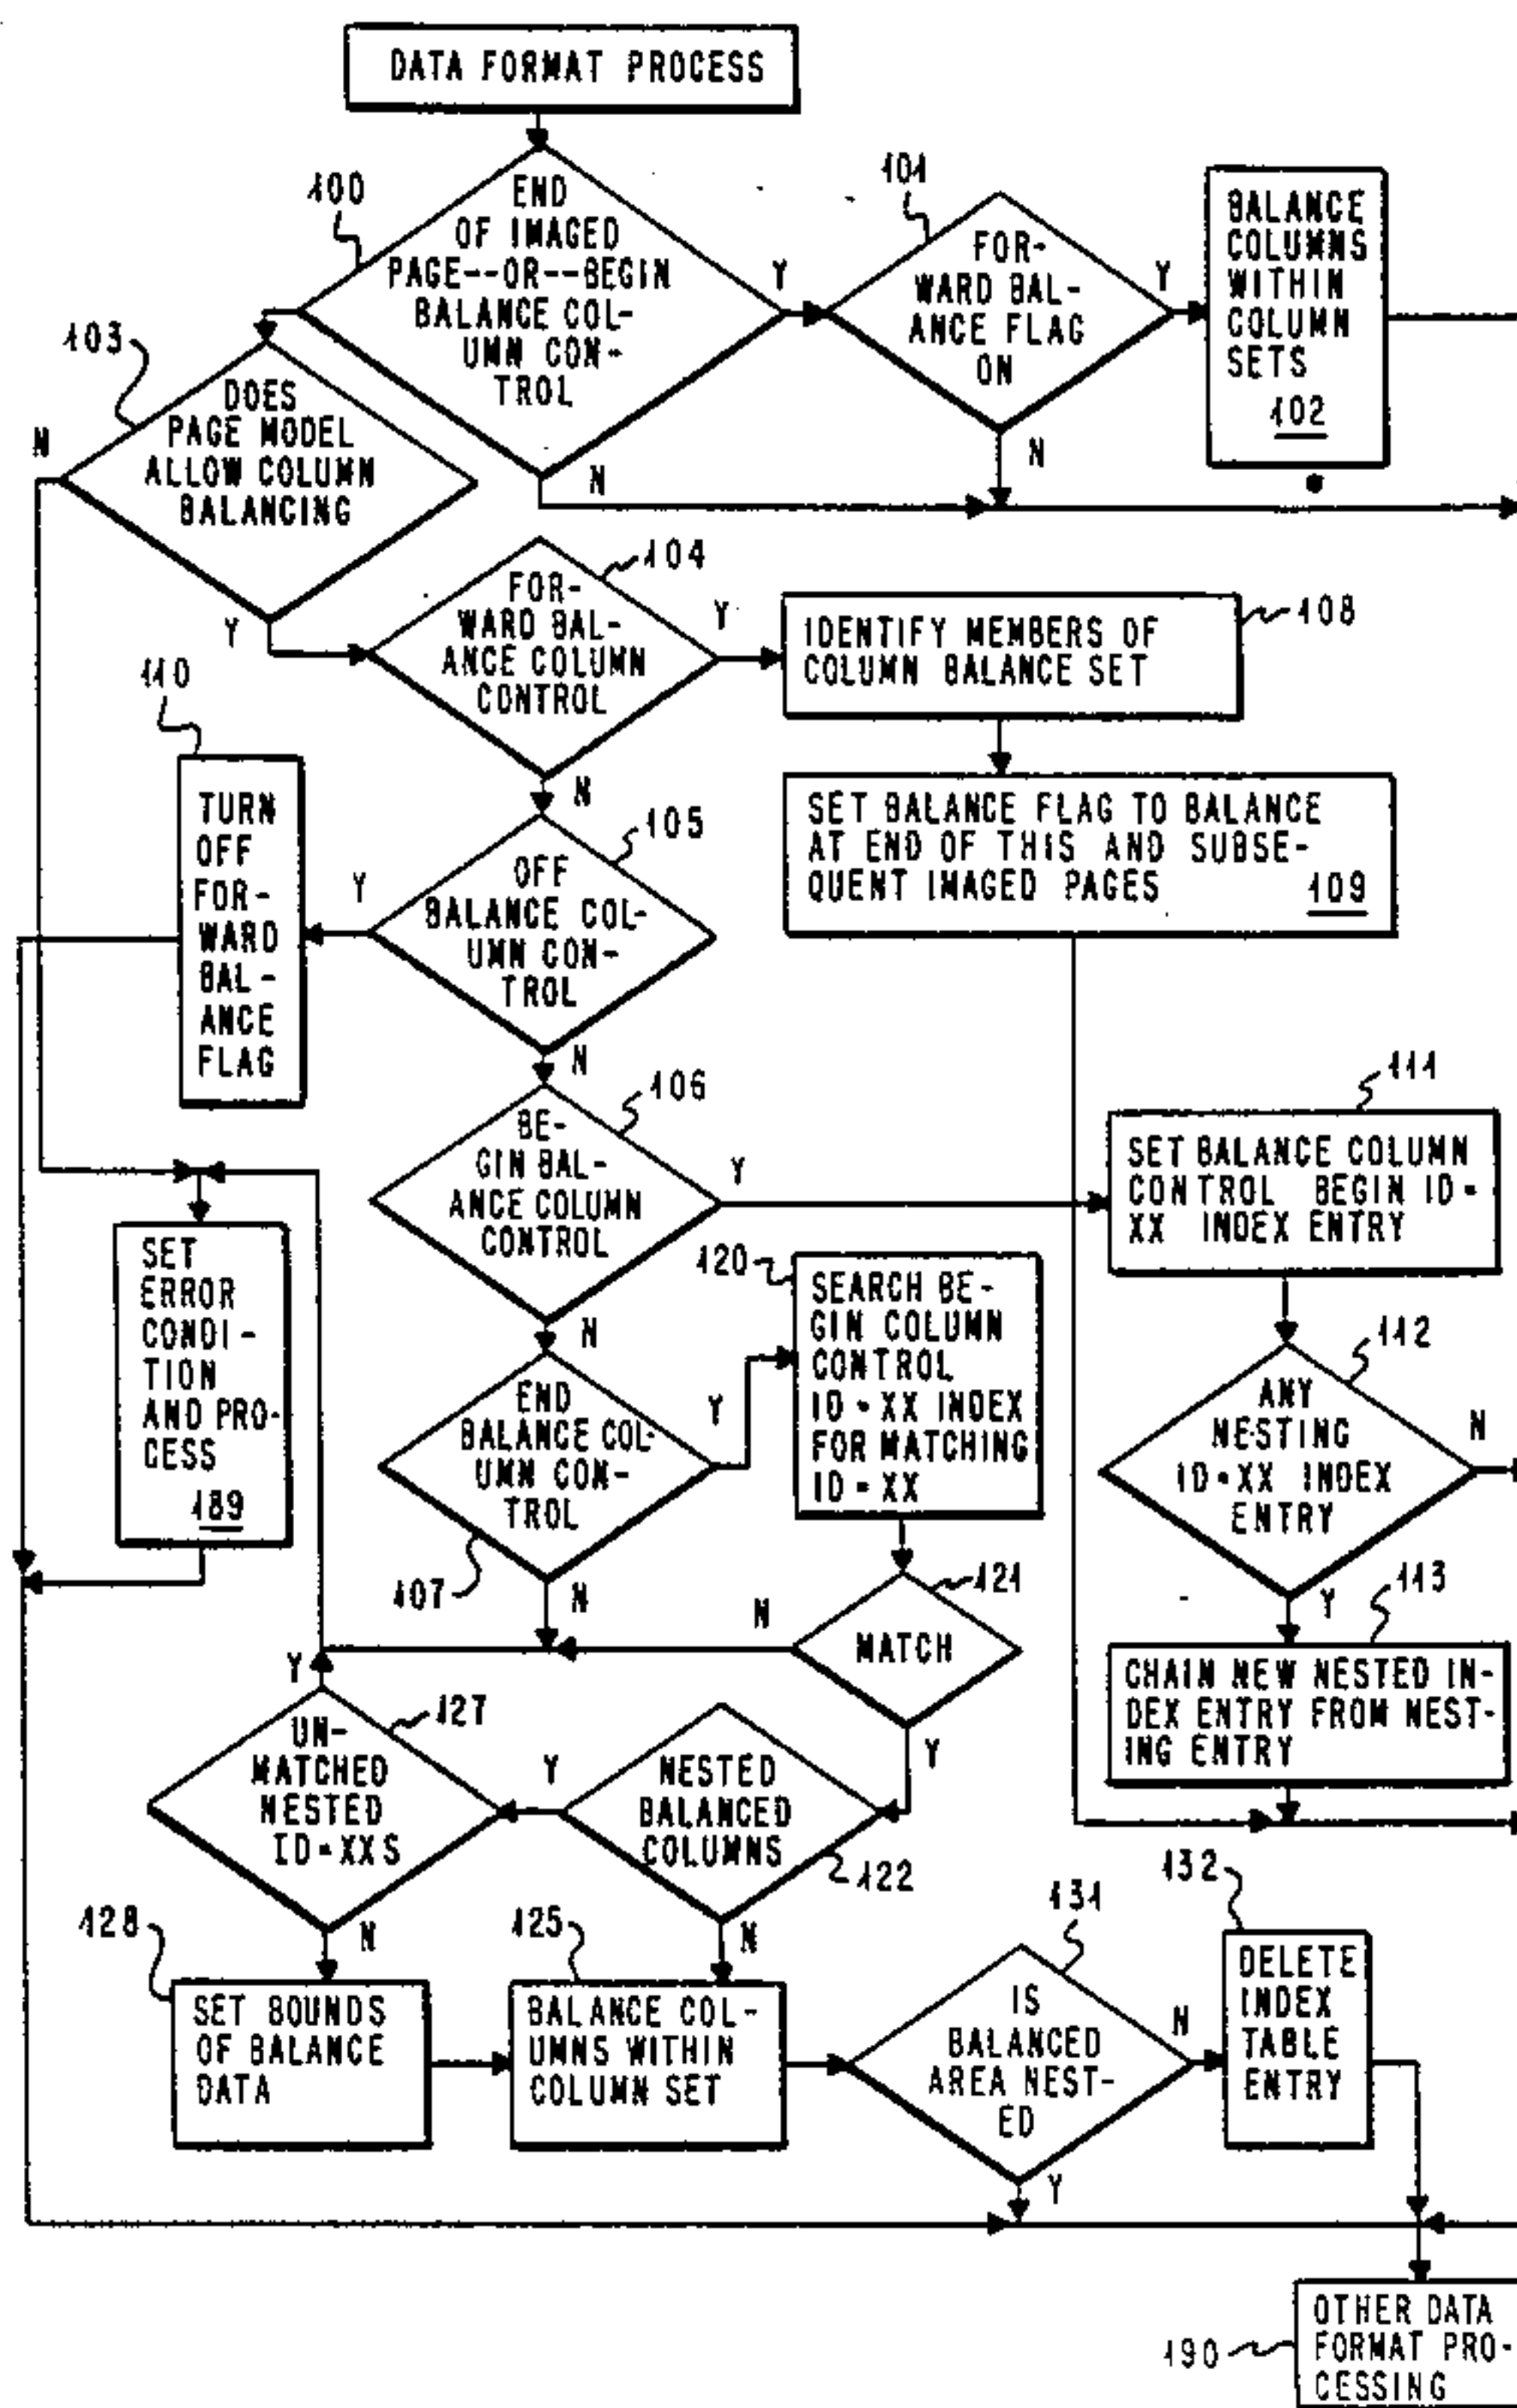 DATA FORMAT PROCESS
100
END
OF IMAGED
PAGE--OR--BEGIN
BALANCE COL-
UMN CON-
TROL
Y
N
101
FOR-
WARD BAL-
ANCE FLAG
ON
Y
N
BALANCE
COLUMNS
WITHIN
COLUMN
SETS
102
103
DOES
PAGE MODEL
ALLOW COLUMN
BALANCING
N
Y
104
FOR-
WARD BAL-
ANCE COLUMN
CONTROL
Y
N
108
IDENTIFY MEMBERS OF
COLUMN BALANCE SET
SET BALANCE FLAG TO BALANCE
AT END OF THIS AND SUBSE-
QUENT IMAGED PAGES
109
110
TURN
OFF
FOR-
WARD
BAL-
ANCE
FLAG
105
OFF
BALANCE COL-
UMN CON-
TROL
Y
N
106
BE-
GIN BAL-
ANCE COLUMN
CONTROL
Y
N
111
SET BALANCE COLUMN
CONTROL BEGIN ID=
XX INDEX ENTRY
112
ANY
NESTING
ID=XX INDEX
ENTRY
N
Y
113
CHAIN NEW NESTED IN-
DEX ENTRY FROM NEST-
ING ENTRY
SET
ERROR
CONDI-
TION
AND PRO-
CESS
189
107
END
BALANCE COL-
UMN CON-
TROL
Y
N
120
SEARCH BE-
GIN COLUMN
CONTROL
ID=XX INDEX
FOR MATCHING
ID=XX
121
MATCH
N
Y
122
NESTED
BALANCED
COLUMNS
Y
N
127
UN-
MATCHED
NESTED
ID=XXS
Y
N
128
SET BOUNDS
OF BALANCE
DATA
125
BALANCE COL-
UMNS WITHIN
COLUMN SET
131
IS
BALANCED
AREA NEST-
ED
N
Y
132
DELETE
INDEX
TABLE
ENTRY
190
OTHER DATA
FORMAT PRO-
CESSING